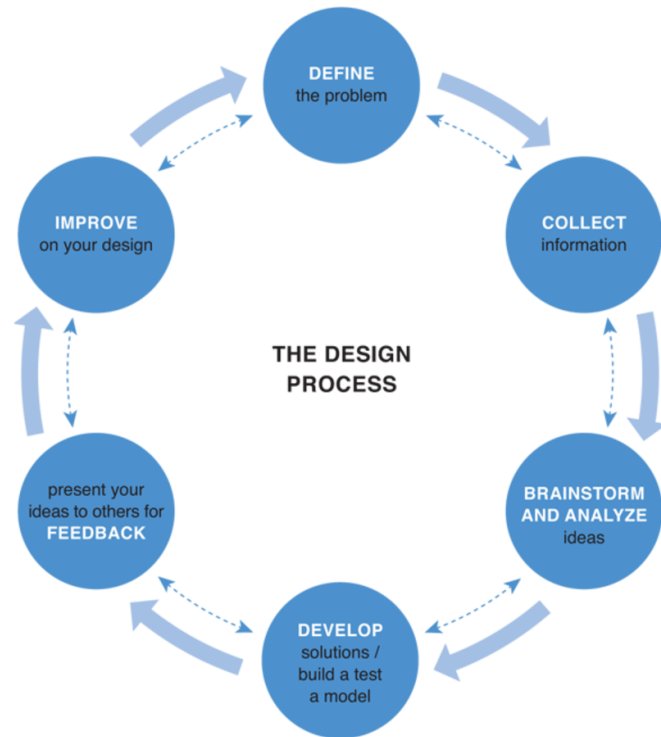 DEFINE
the problem
COLLECT
information
BRAINSTORM
AND ANALYZE
ideas
DEVELOP
solutions /
build a test
a model
present your
ideas to others for
FEEDBACK
IMPROVE
on your design
THE DESIGN
PROCESS